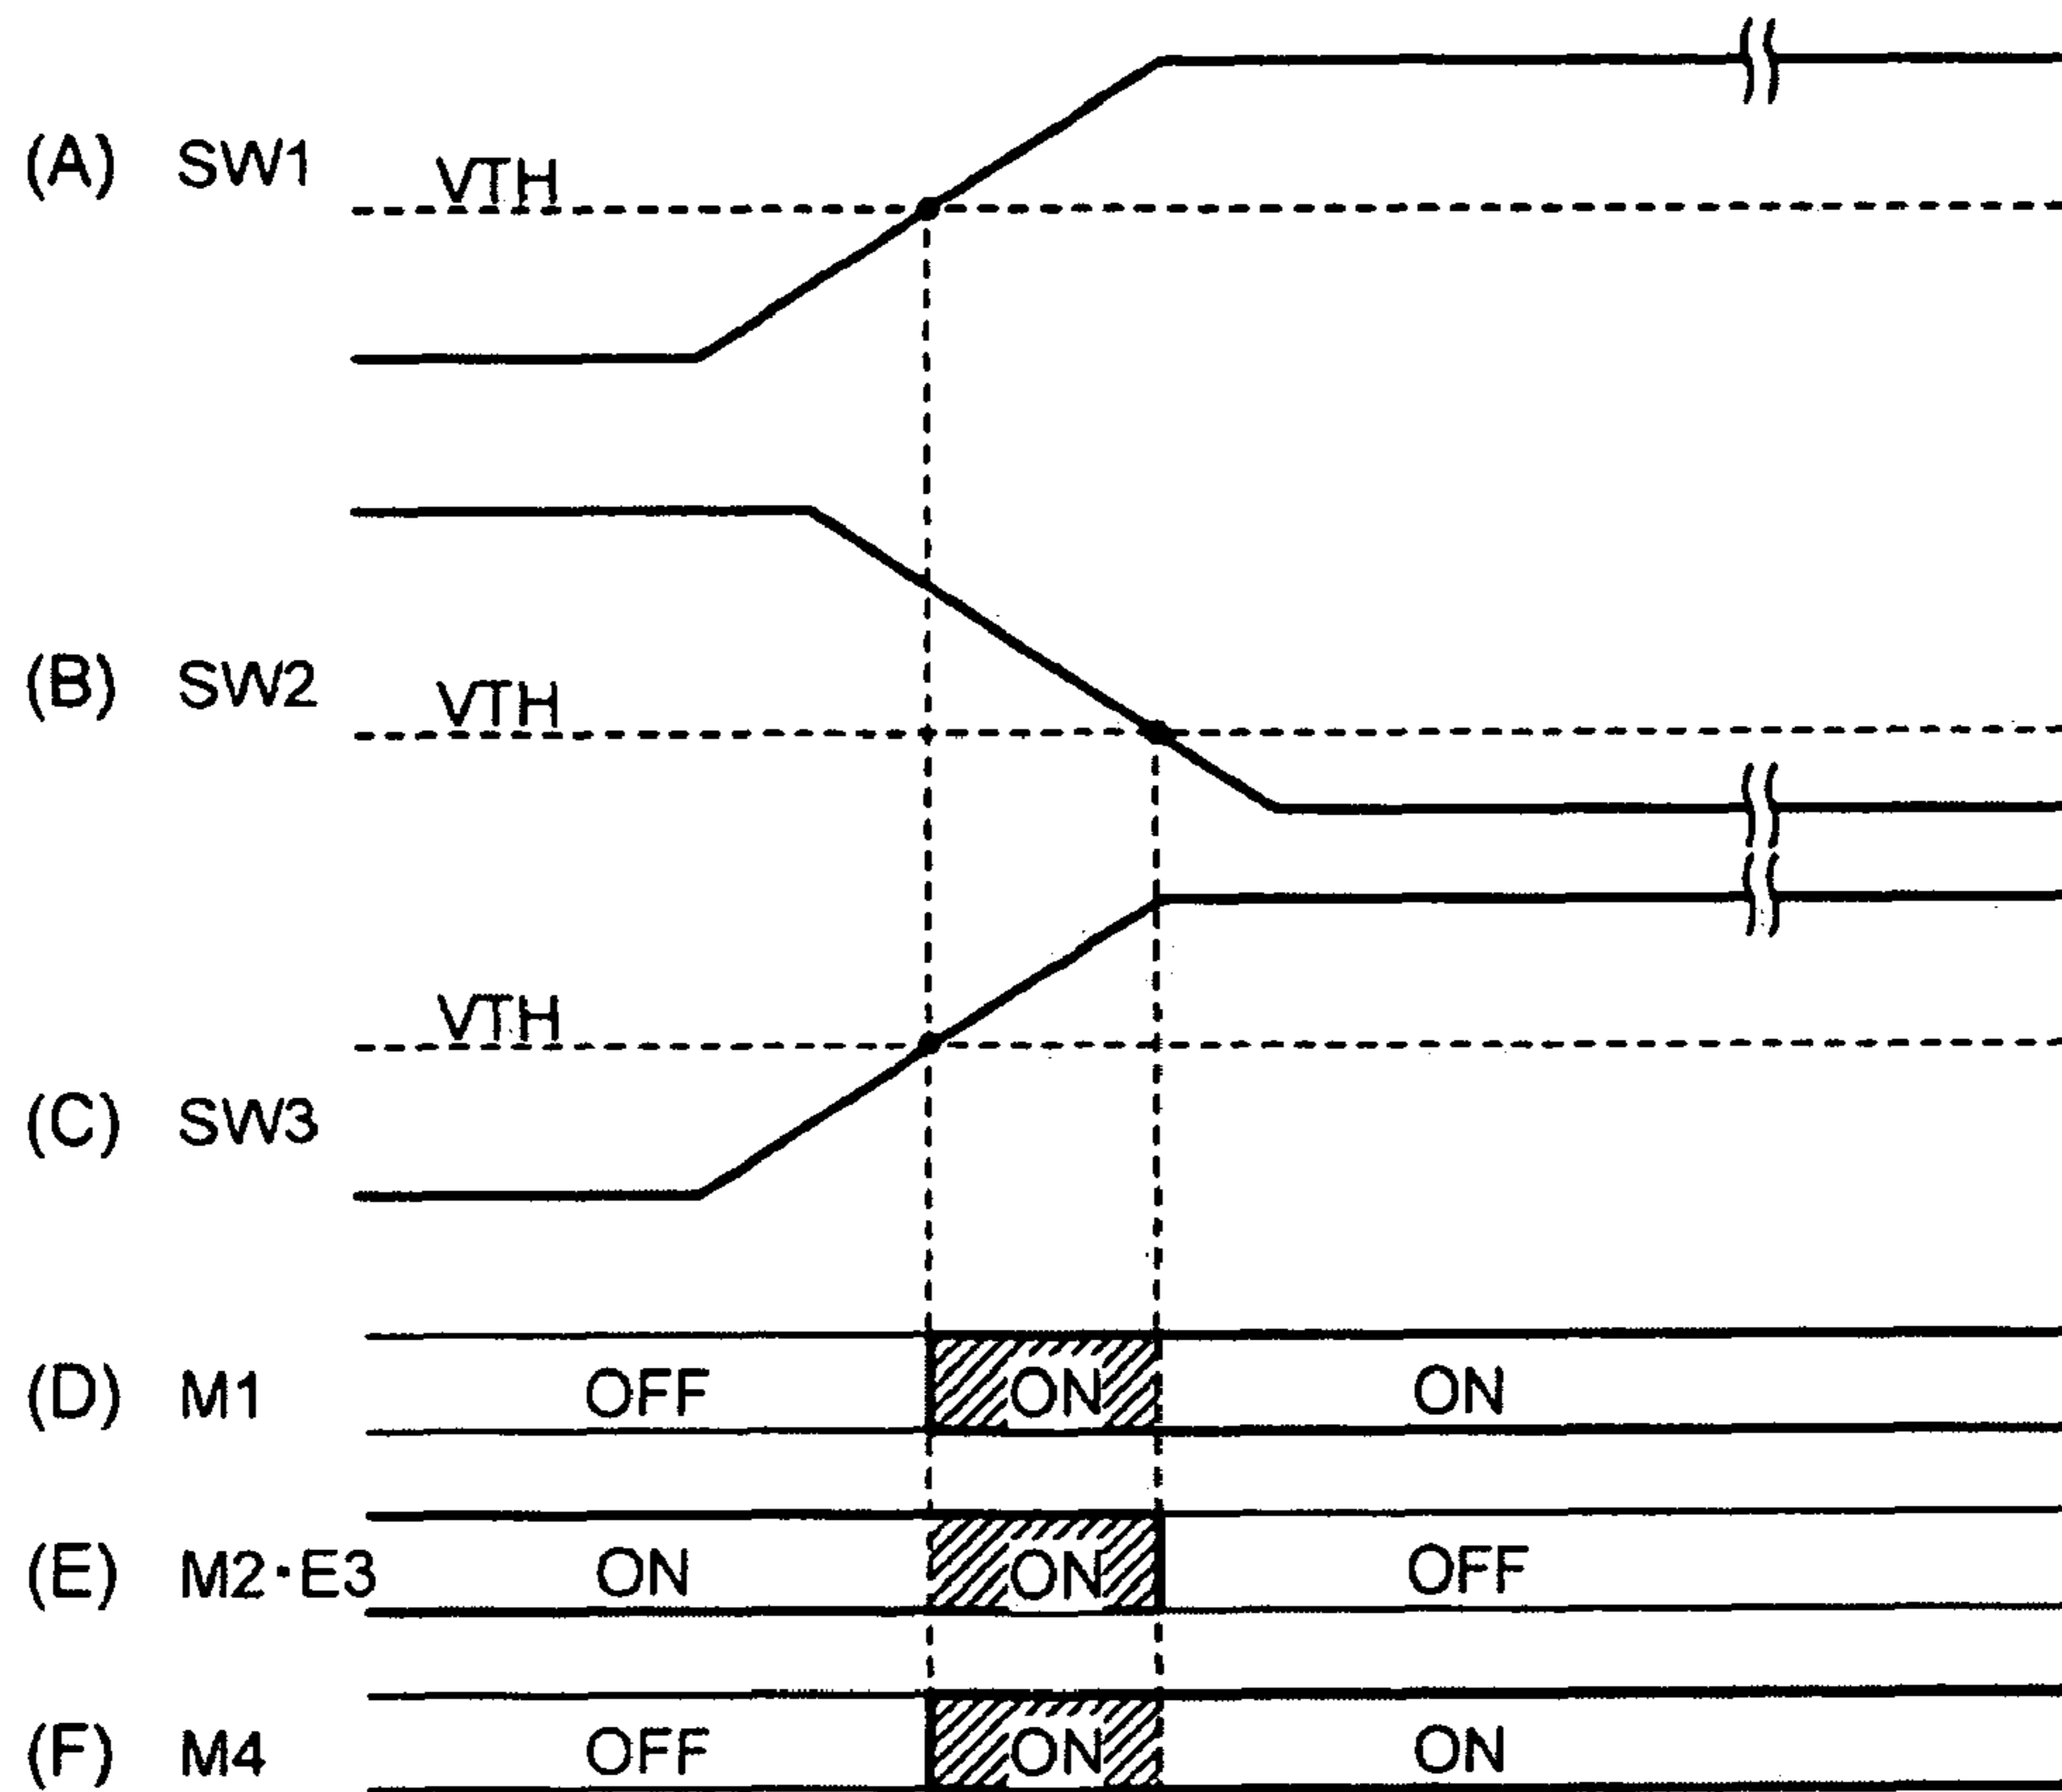 (A) SW1 VTH
(B) SW2 VTH
VTH
(C) SW3
(D) M1 OFF ON ON
(E) M2·E3 ON ON OFF
(F) M4 OFF ON ON